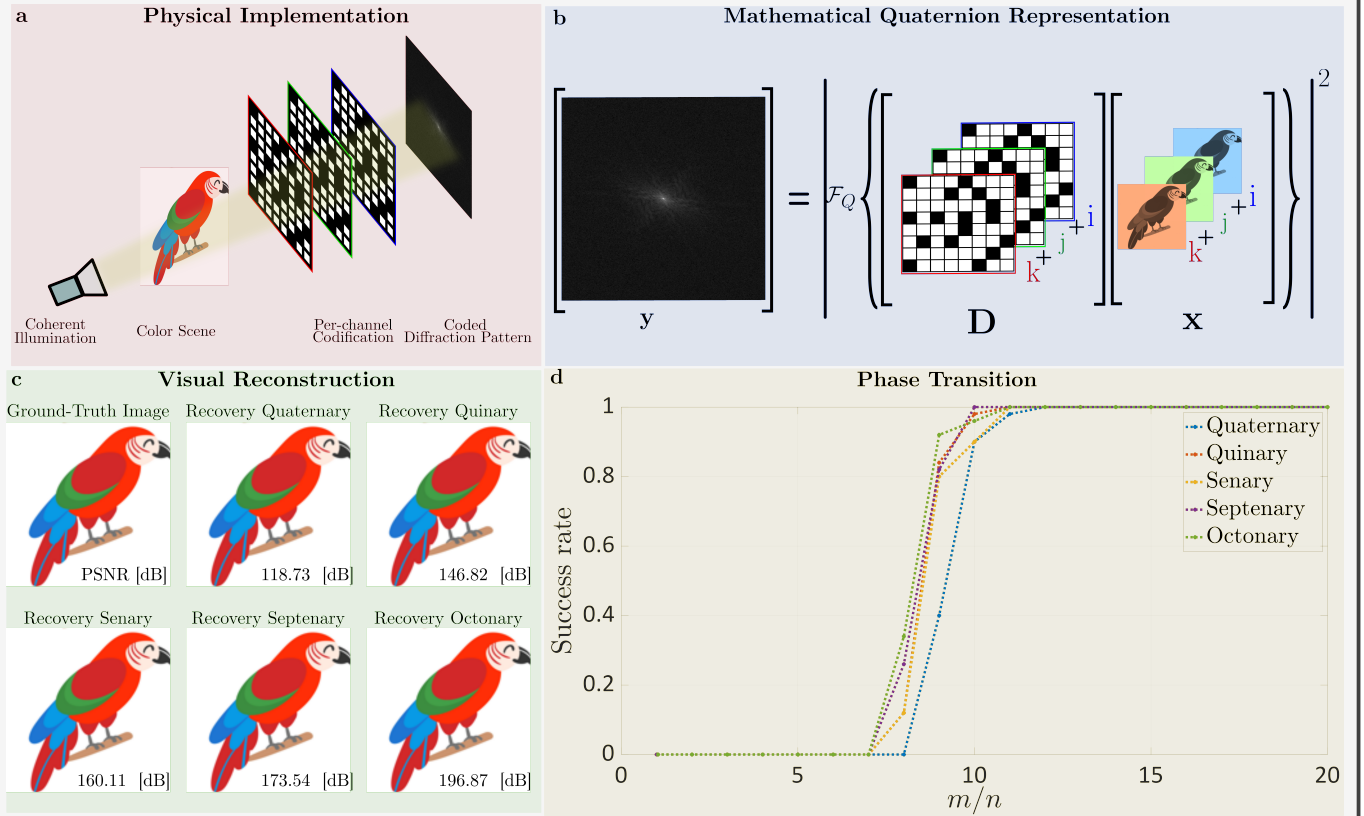 a
Physical Implementation
Coherent
Illumination
Color Scene
Per-channel
Codification
Coded
Diffraction Pattern
b
Mathematical Quaternion Representation
y
=
F_Q
k + j + i
D
k + j + i
x
2
c
Visual Reconstruction
Ground-Truth Image
Recovery Quaternary
Recovery Quinary
PSNR [dB]
118.73 [dB]
146.82 [dB]
Recovery Senary
Recovery Septenary
Recovery Octonary
160.11 [dB]
173.54 [dB]
196.87 [dB]
d
Phase Transition
1
0.8
0.6
0.4
0.2
0
Success rate
Quaternary
Quinary
Senary
Septenary
Octonary
0 5 10 15 20
m/n